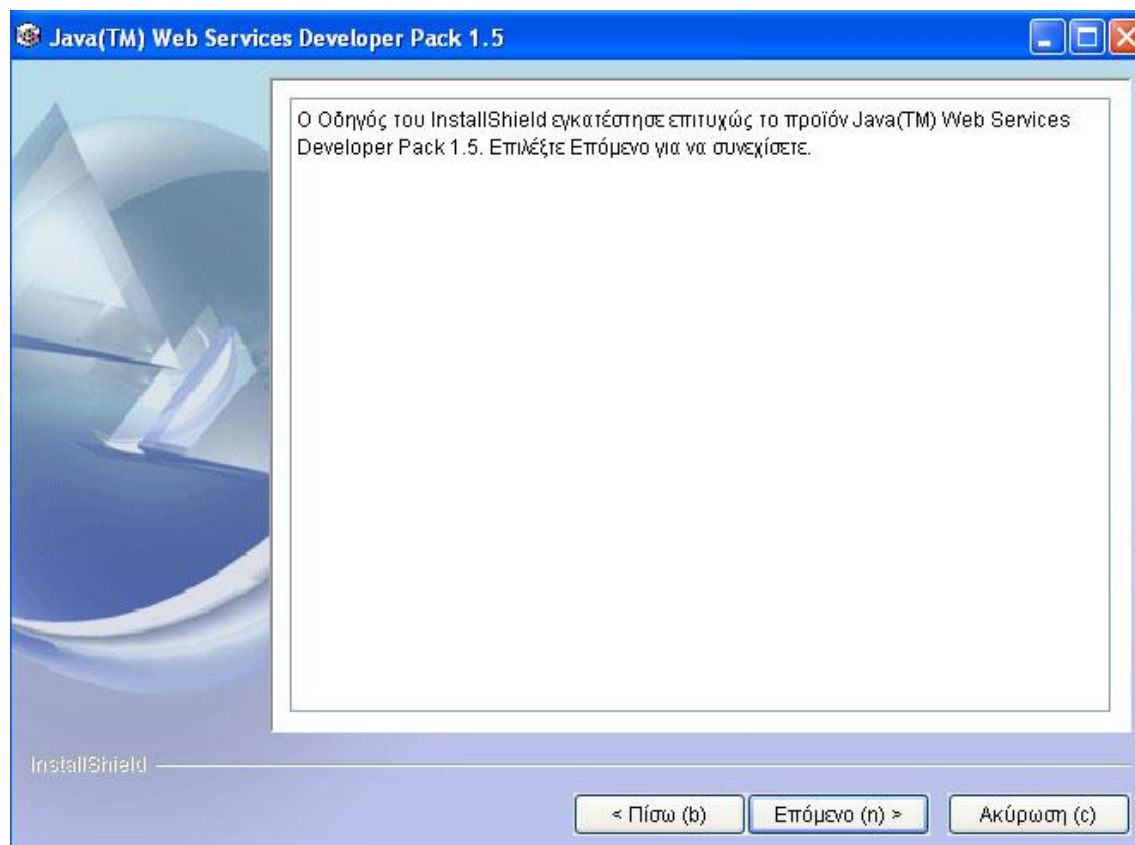 Java(TM) Web Services Developer Pack 1.5
Ο Οδηγός του InstallShield εγκατέστησε επιτυχώς το προϊόν Java(TM) Web Services
Developer Pack 1.5. Επιλέξτε Επόμενο για να συνεχίσετε.
InstallShield
< Πίσω (b)
Επόμενο (n) >
Ακύρωση (c)